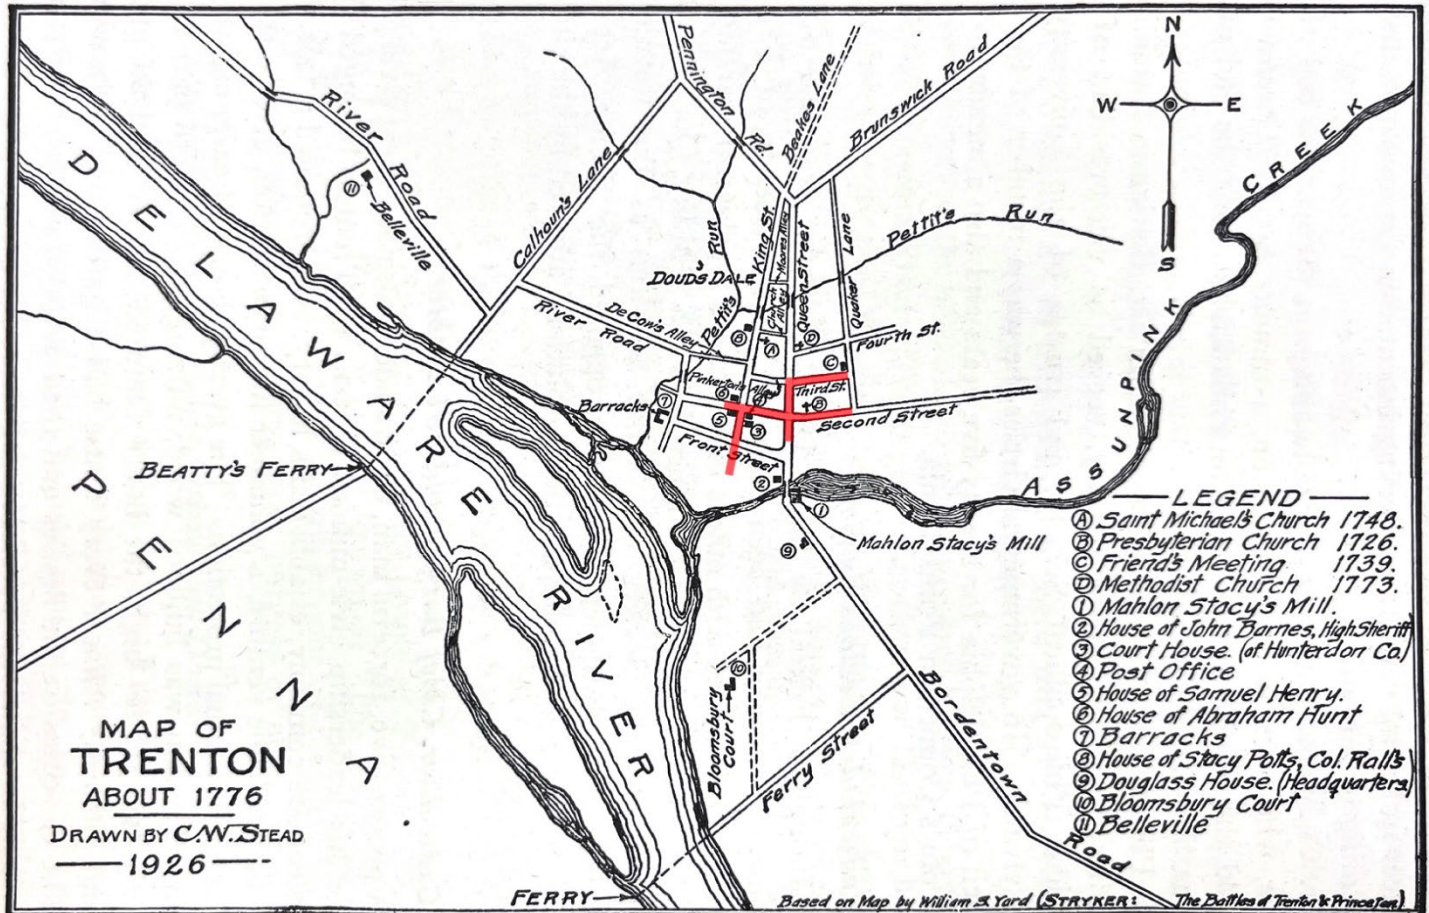 N
W E
S
Pennington
Rd.
Beakes Lane
Brunswick Road
River Road
Belleville
Calhoun's Lane
CREEK
ASSUNPINK
Pettit's Run
Run
Pettit's
DOUD'S DALE
King St.
Moores Alley
Church Alley
Queen Street
Quaker Lane
DeCow's Alley
River Road
Fourth St.
Pinkerton's Alley
Third St.
Barracks
Second Street
Front Street
DELAWARE RIVER
BEATTY'S FERRY
PENNNA
Mahlon Stacy's Mill
Bloomsbury Court
Ferry Street
Bordentown Road
FERRY
LEGEND
A Saint Michael's Church 1748.
B Presbyterian Church 1726.
C Friend's Meeting 1739.
D Methodist Church 1773.
1 Mahlon Stacy's Mill.
2 House of John Barnes, High Sheriff
3 Court House. (of Hunterdon Co.)
4 Post Office
5 House of Samuel Henry.
6 House of Abraham Hunt
7 Barracks
8 House of Stacy Potts, Col. Rall's
9 Douglass House. (Headquarters)
10 Bloomsbury Court
11 Belleville
MAP OF
TRENTON
ABOUT 1776
DRAWN BY C.W. STEAD
1926
Based on Map by William S. Yard (STRYKER: The Battles of Trenton & Princeton)